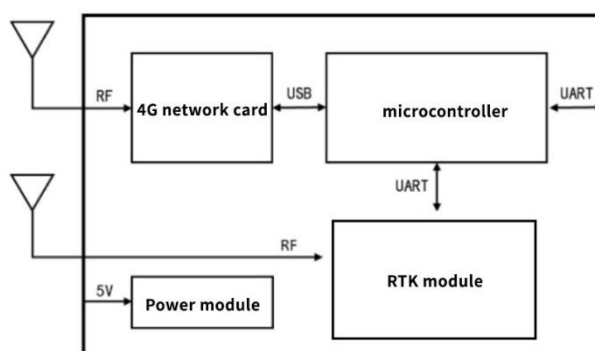 RF
4G network card
USB
microcontroller
UART
UART
RF
RTK module
5V
Power module